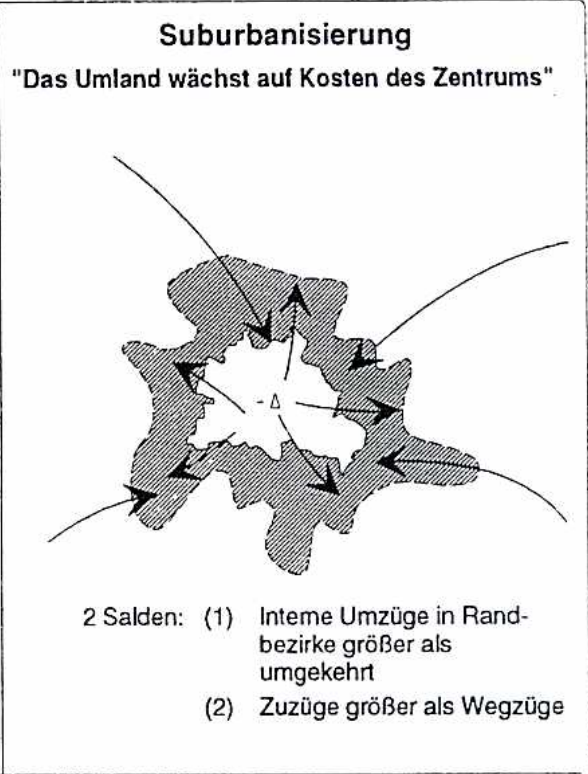 Suburbanisierung
"Das Umland wächst auf Kosten des Zentrums"
- Δ
2 Salden: (1) Interne Umzüge in Rand-
bezirke größer als
umgekehrt
(2) Zuzüge größer als Wegzüge